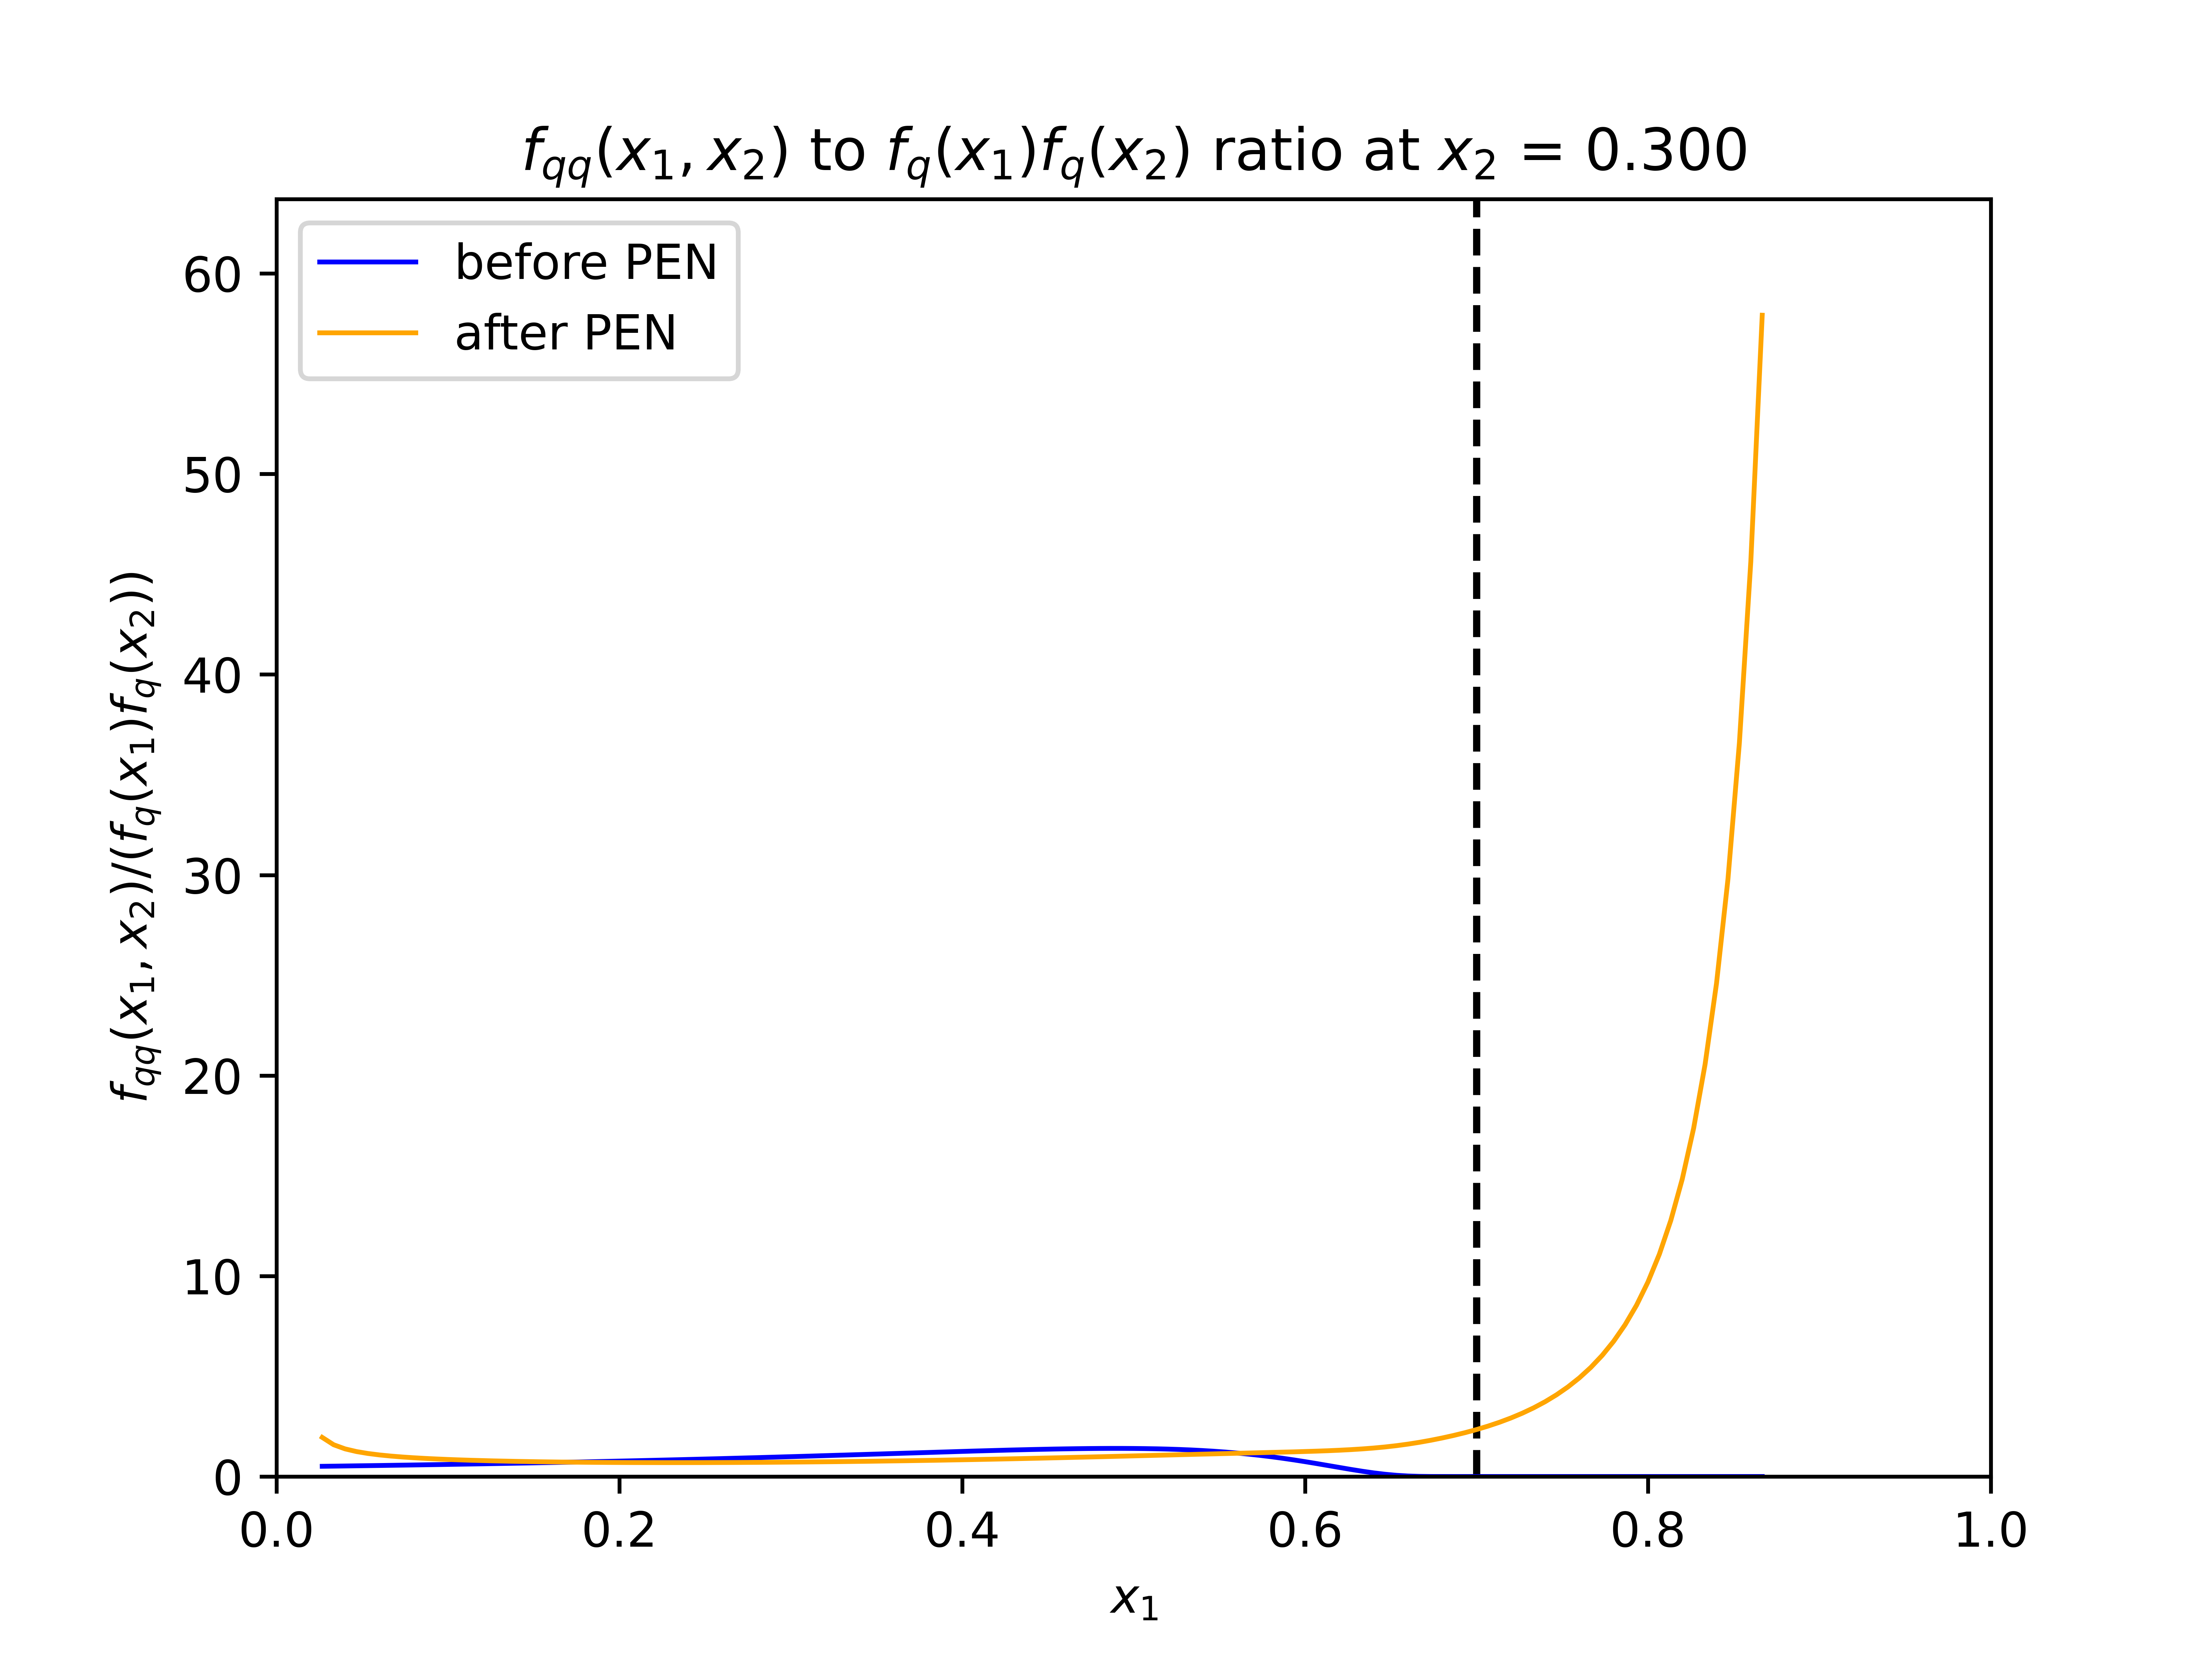 f_qq(x_1, x_2) to f_q(x_1)f_q(x_2) ratio at x_2 = 0.300
before PEN
after PEN
f_qq(x_1, x_2)/(f_q(x_1)f_q(x_2))
60
50
40
30
20
10
0
0.0 0.2 0.4 0.6 0.8 1.0
x_1